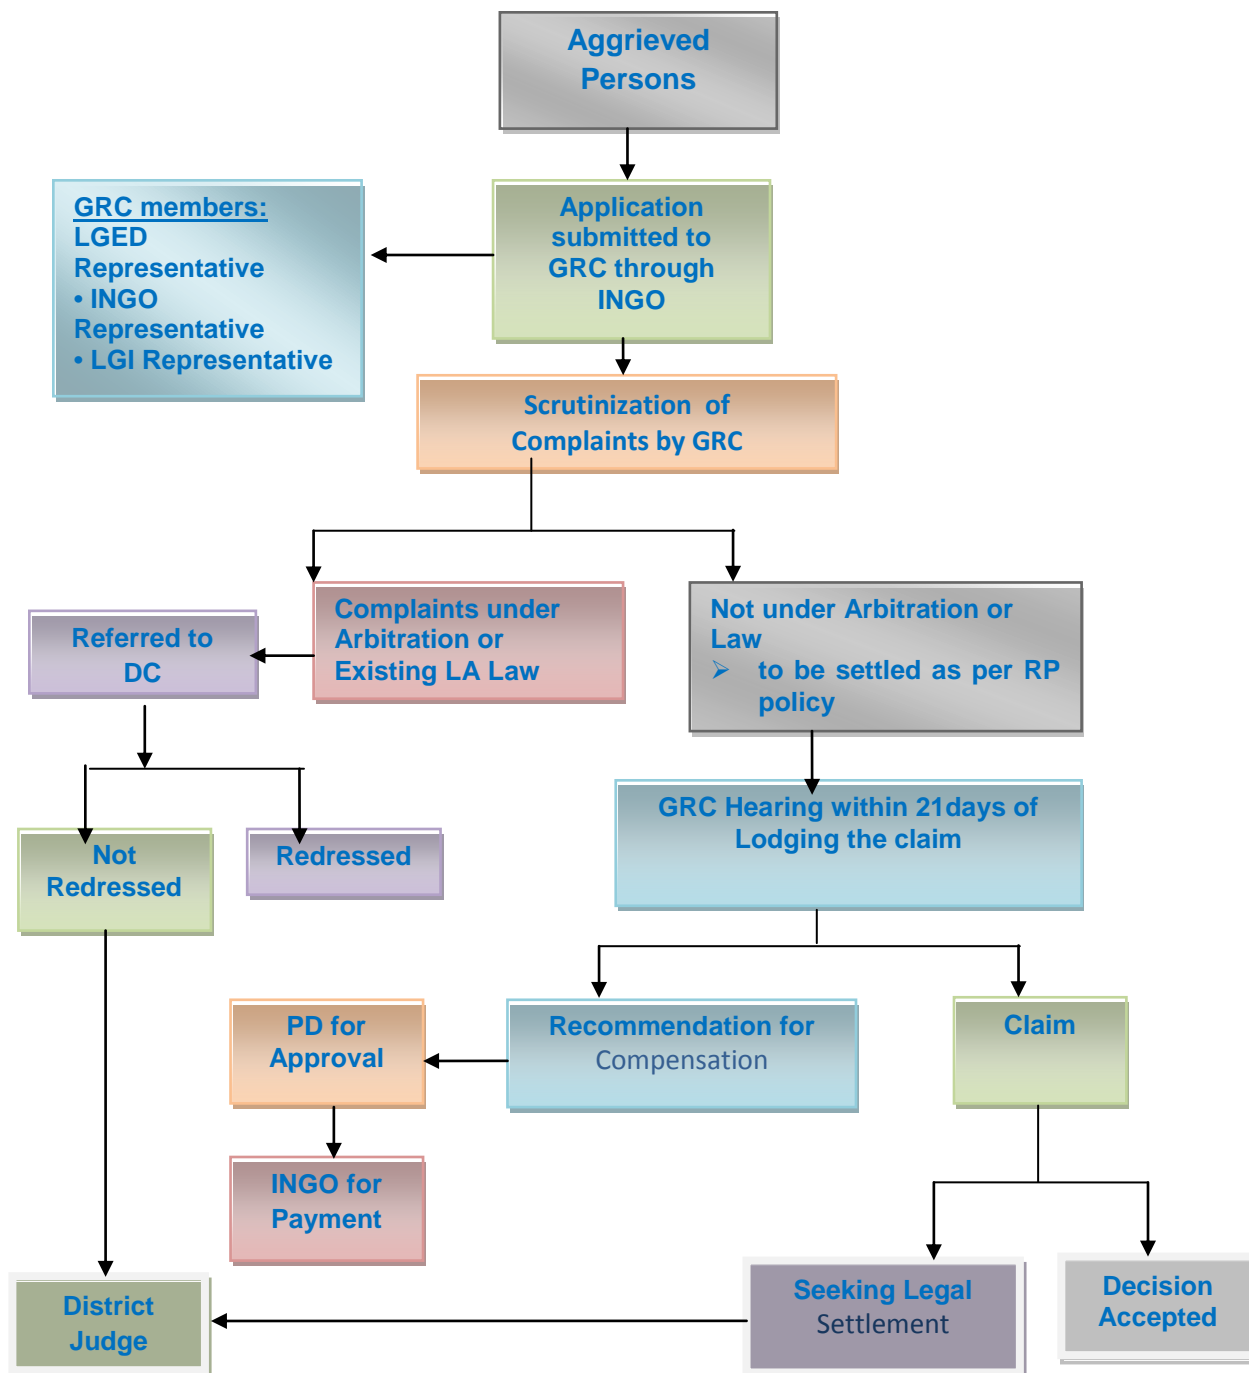 Aggrieved
Persons
GRC members:
LGED
Representative
• INGO
Representative
• LGI Representative
Application
submitted to
GRC through
INGO
Scrutinization of
Complaints by GRC
Referred to
DC
Complaints under
Arbitration or
Existing LA Law
Not under Arbitration or
Law
➢ to be settled as per RP
policy
GRC Hearing within 21days of
Lodging the claim
Not
Redressed
Redressed
PD for
Approval
Recommendation for
Compensation
Claim
INGO for
Payment
District
Judge
Seeking Legal
Settlement
Decision
Accepted